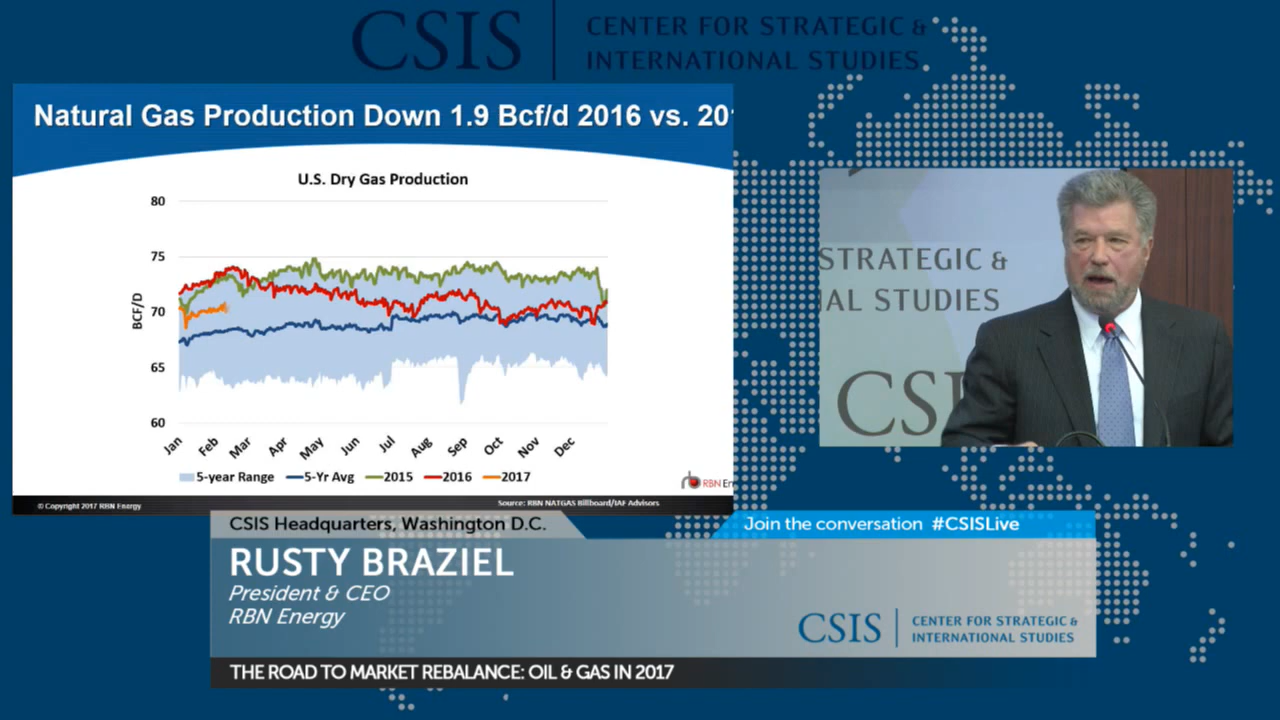 CSIS
CENTER FOR STRATEGIC &
INTERNATIONAL STUDIES
Natural Gas Production Down 1.9 Bcf/d 2016 vs. 20
U.S. Dry Gas Production
80
75
70
65
60
BCF/D
Jan
Feb
Mar
Apr
May
Jun
Jul
Aug
Sep
Oct
Nov
Dec
5-year Range
5-Yr Avg
2015
2016
2017
RBN En
© Copyright 2017 RBN Energy
Source: RBN NATGAS Billboard/IAF Advisors
STRATEGIC &
AL STUDIES
CSI
CSIS Headquarters, Washington D.C.
Join the conversation #CSISLive
RUSTY BRAZIEL
President & CEO
RBN Energy
CSIS
CENTER FOR STRATEGIC &
INTERNATIONAL STUDIES
THE ROAD TO MARKET REBALANCE: OIL & GAS IN 2017